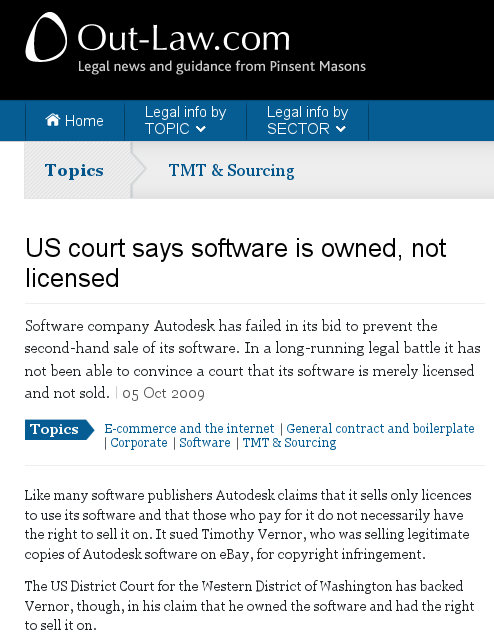 Out-Law.com
Legal news and guidance from Pinsent Masons
Home
Legal info by
TOPIC
Legal info by
SECTOR
Topics
TMT & Sourcing
US court says software is owned, not
licensed
Software company Autodesk has failed in its bid to prevent the
second-hand sale of its software. In a long-running legal battle it has
not been able to convince a court that its software is merely licensed
and not sold. | 05 Oct 2009
Topics
E-commerce and the internet | General contract and boilerplate
| Corporate | Software | TMT & Sourcing
Like many software publishers Autodesk claims that it sells only licences
to use its software and that those who pay for it do not necessarily have
the right to sell it on. It sued Timothy Vernor, who was selling legitimate
copies of Autodesk software on eBay, for copyright infringement.
The US District Court for the Western District of Washington has backed
Vernor, though, in his claim that he owned the software and had the right
to sell it on.